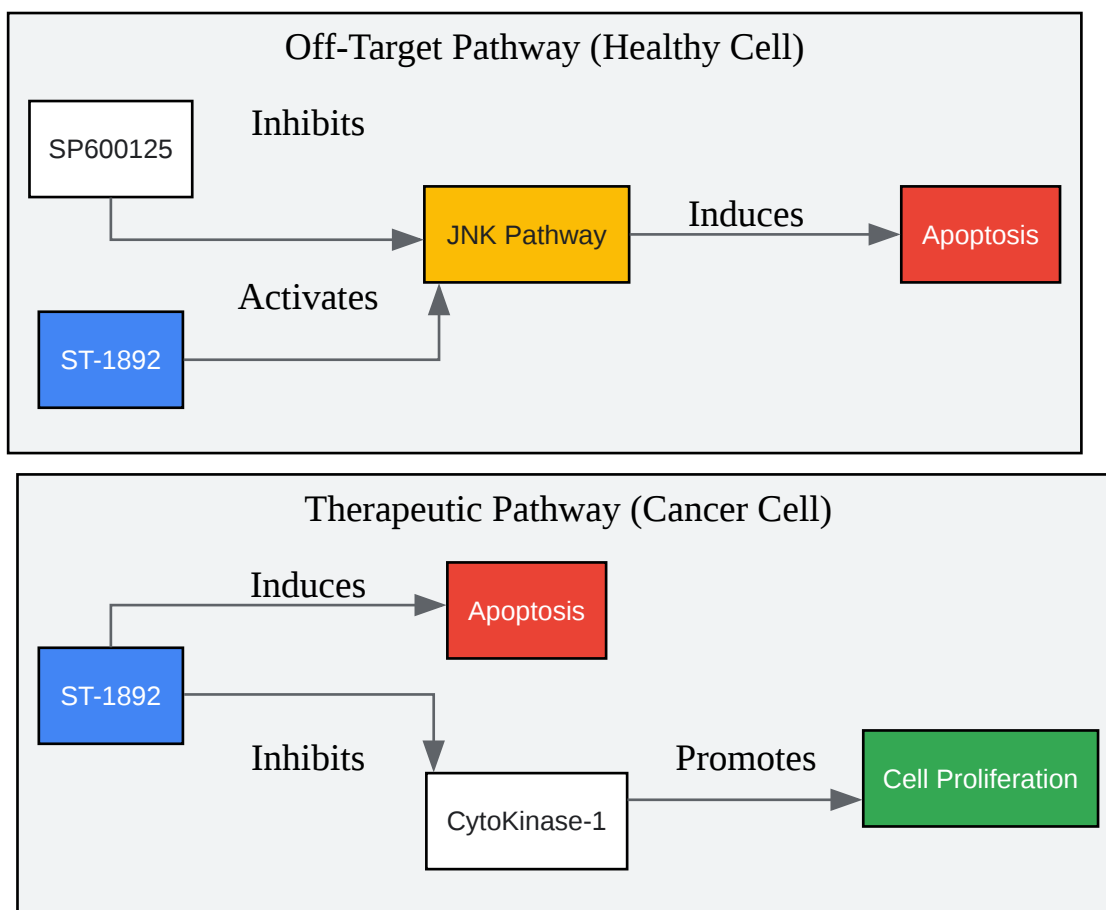 Off-Target Pathway (Healthy Cell)
Inhibits
SP600125
Induces
JNK Pathway
Apoptosis
Activates
ST-1892
Therapeutic Pathway (Cancer Cell)
Induces
Apoptosis
ST-1892
Inhibits
Promotes
Cell Proliferation
CytoKinase-1